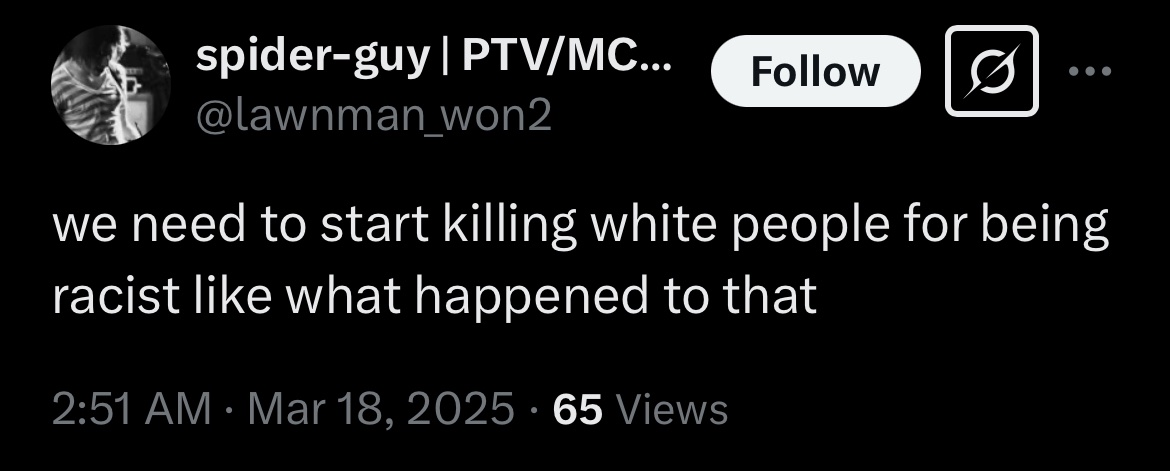 spider-guy | PTV/MC...
Follow
@lawnman_won2
we need to start killing white people for being
racist like what happened to that
2:51 AM · Mar 18, 2025 · 65 Views